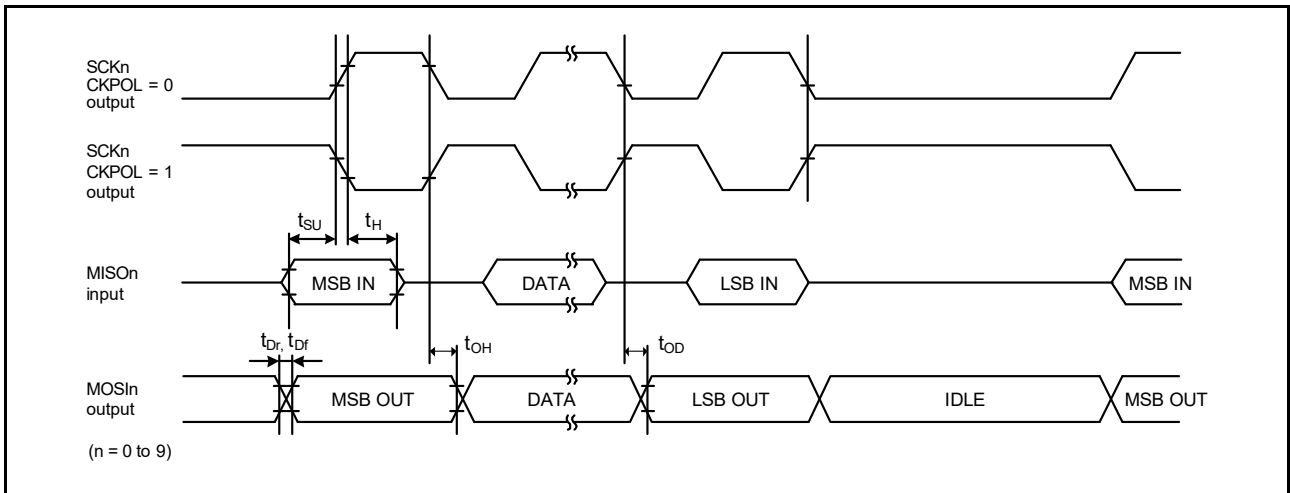 SCKn
CKPOL = 0
output
SCKn
CKPOL = 1
output
tSU
tH
MISOn
input
MSB IN
DATA
LSB IN
MSB IN
tDr, tDf
tOH
tOD
MOSIn
output
MSB OUT
DATA
LSB OUT
IDLE
MSB OUT
(n = 0 to 9)